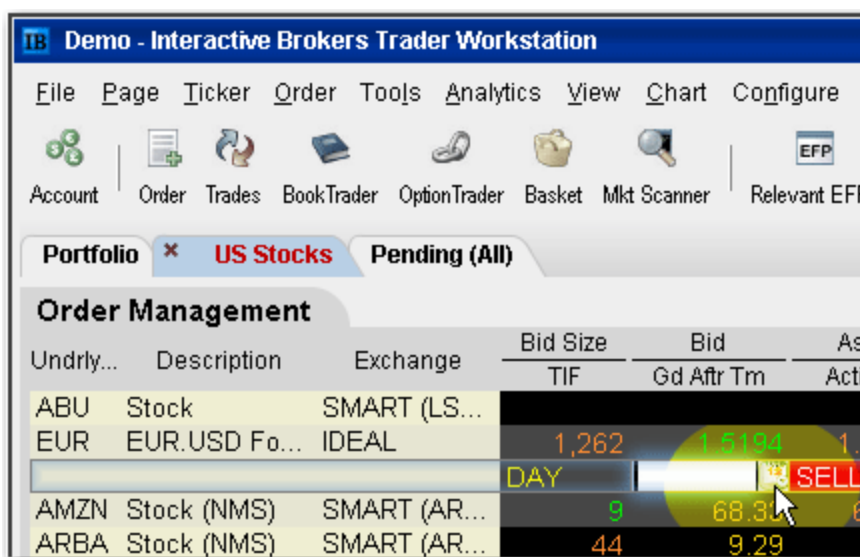 IB Demo - Interactive Brokers Trader Workstation
File Page Ticker Order Tools Analytics View Chart Configure
EFP
Account Order Trades BookTrader OptionTrader Basket Mkt Scanner Relevant
Portfolio US Stocks Pending (All)
Order Management
Bid Size Bid
Undrly... Description Exchange
TIF Gd Aftr Tm
ABU Stock SMART (LS...
EUR EUR.USD Fo... IDEAL 1,262 1.5194
DAY SELL
AMZN Stock (NMS) SMART (AR... 9
ARBA Stock (NMS) SMART (AR... 44 9.29